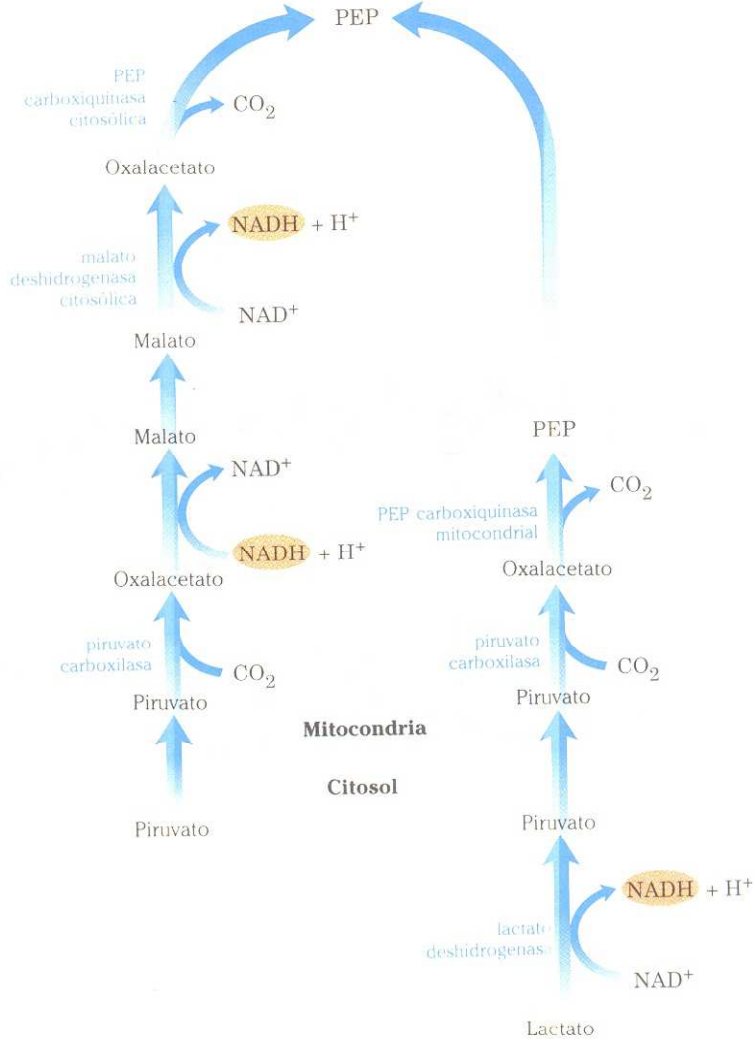 PEP
PEP
carboxiquinasa
citosólica
CO2
Oxalacetato
NADH + H+
malato
deshidrogenasa
citosólica
NAD+
Malato
Malato
NAD+
NADH + H+
Oxalacetato
piruvato
carboxilasa
CO2
Piruvato
Piruvato
Mitocondria
Citosol
PEP
CO2
PEP carboxiquinasa
mitocondrial
Oxalacetato
piruvato
carboxilasa
CO2
Piruvato
Piruvato
NADH + H+
lactato
deshidrogenasa
NAD+
Lactato